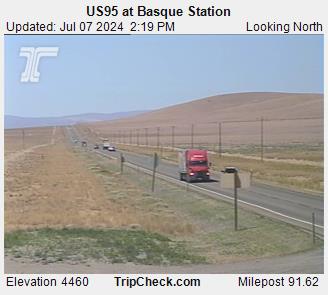 US95 at Basque Station
Updated: Jul 07 2024 2:19 PM Looking North
Elevation 4460 TripCheck.com Milepost 91.62